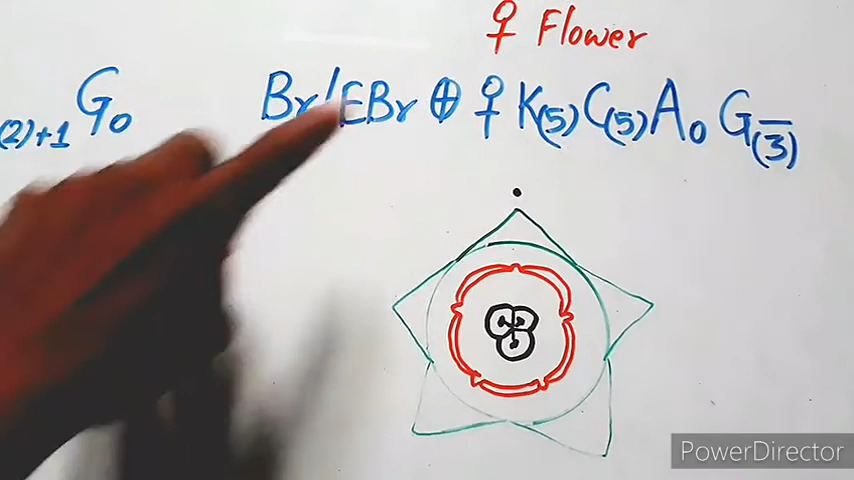 ♀ Flower
(2)+1 G0 Br/EBr ⊕ ♀ K(5) C(5) A0 G(3̅)
PowerDirector